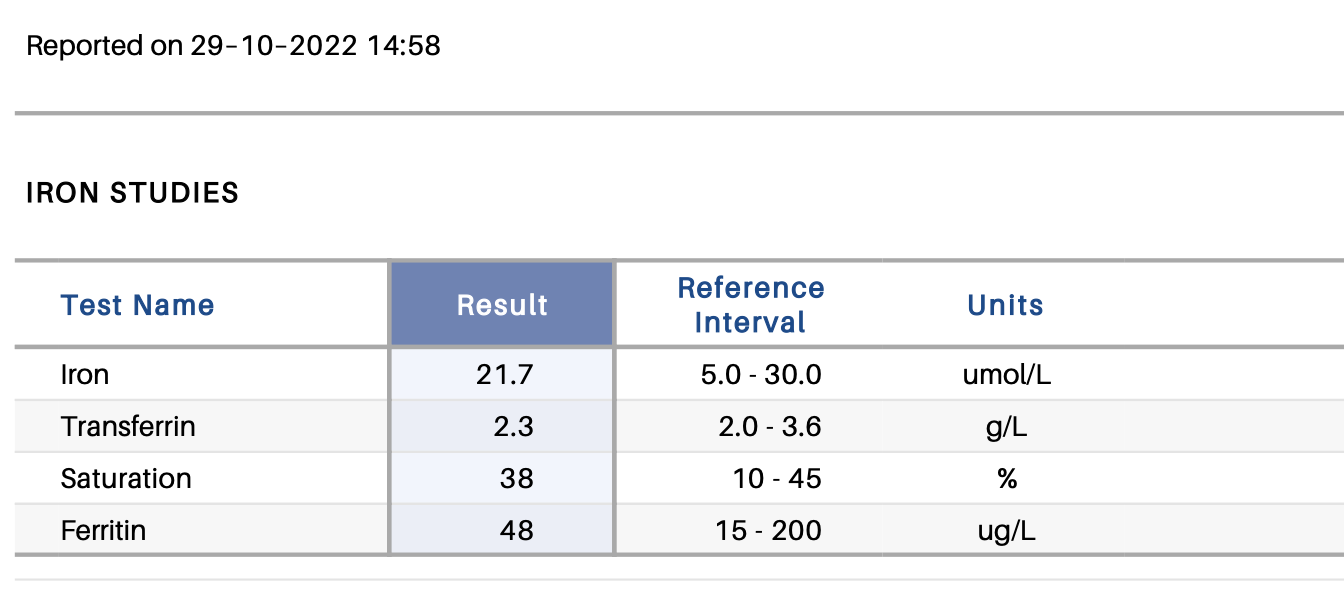 Reported on 29-10-2022 14:58
IRON STUDIES
Test Name Result Reference Interval Units
Iron 21.7 5.0 - 30.0 umol/L
Transferrin 2.3 2.0 - 3.6 g/L
Saturation 38 10 - 45 %
Ferritin 48 15 - 200 ug/L